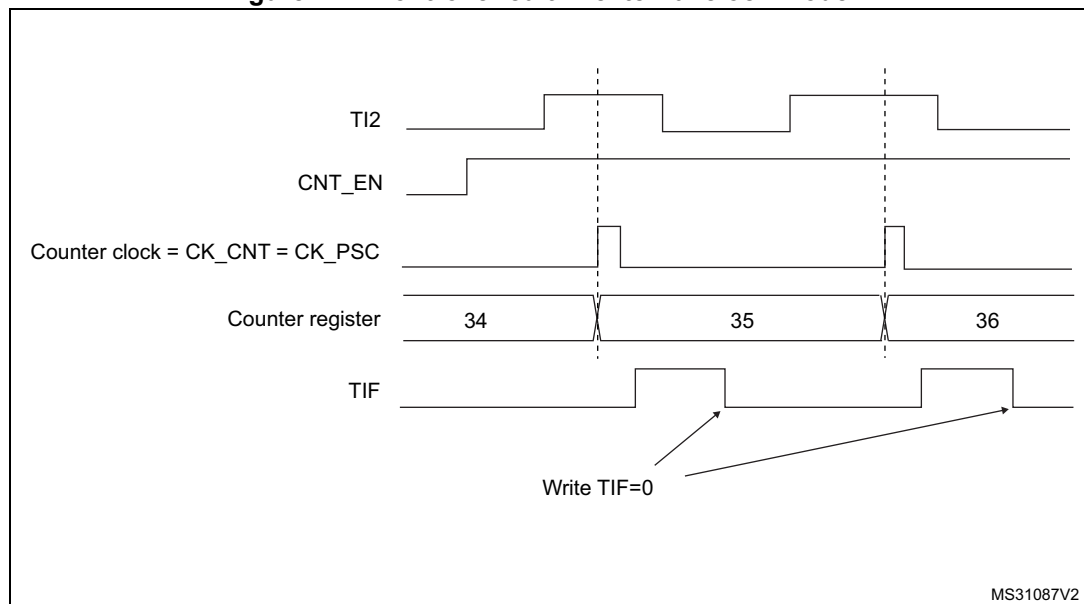 TI2
CNT_EN
Counter clock = CK_CNT = CK_PSC
Counter register
34
35
36
TIF
Write TIF=0
MS31087V2